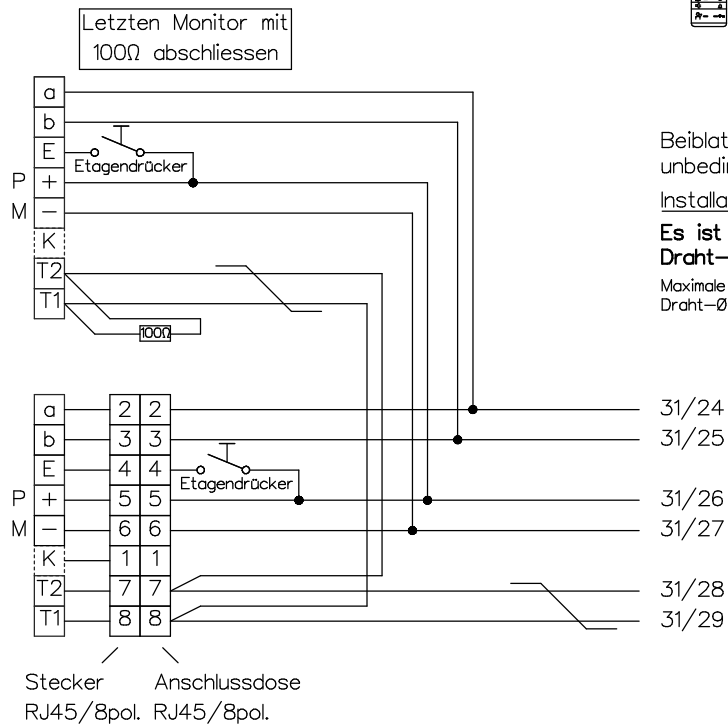 Letzten Monitor mit
100Ω abschliessen
a
b
E
Etagendrücker
P +
M −
K
T2
T1
100Ω
Beiblat
unbedin
Installa
Es ist
Draht−
Maximale
Draht−Ø
a 2 2 31/24
b 3 3 31/25
E 4 4
Etagendrücker
P + 5 5 31/26
M − 6 6 31/27
K 1 1
T2 7 7 31/28
T1 8 8 31/29
Stecker Anschlussdose
RJ45/8pol. RJ45/8pol.